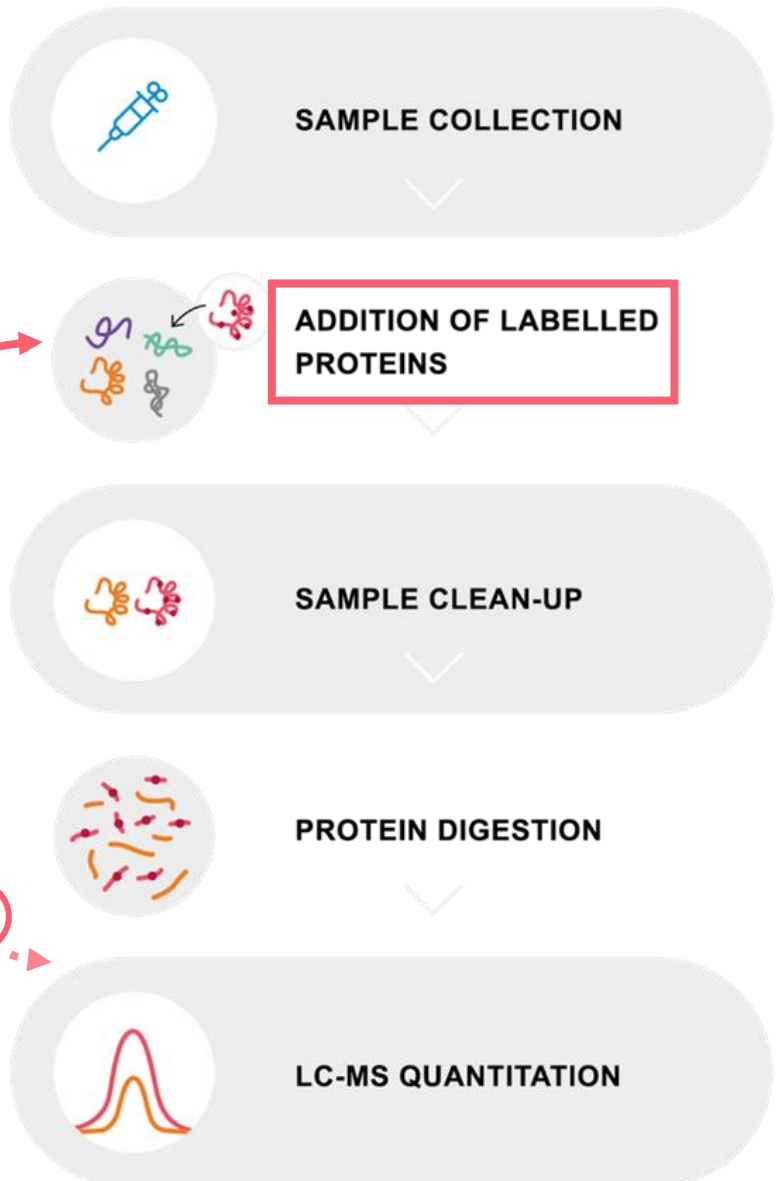 SAMPLE COLLECTION
ADDITION OF LABELLED
PROTEINS
SAMPLE CLEAN-UP
PROTEIN DIGESTION
LC-MS QUANTITATION